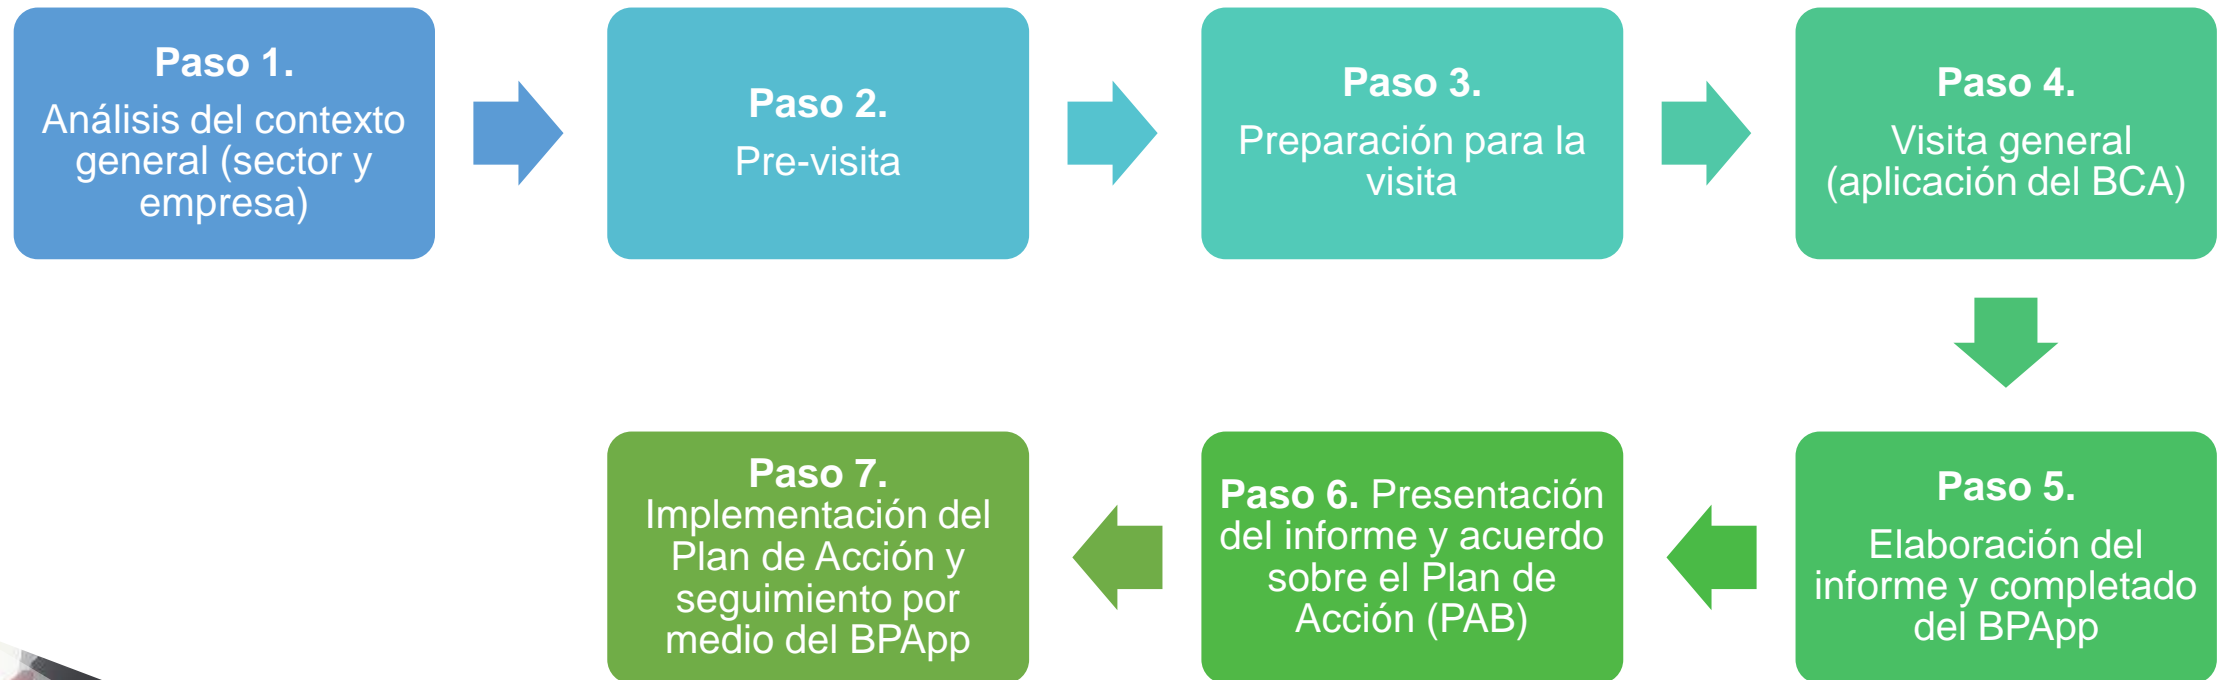 Paso 1.
Análisis del contexto
general (sector y
empresa)
Paso 2.
Pre-visita
Paso 3.
Preparación para la
visita
Paso 4.
Visita general
(aplicación del BCA)
Paso 5.
Elaboración del
informe y completado
del BPApp
Paso 6. Presentación
del informe y acuerdo
sobre el Plan de
Acción (PAB)
Paso 7.
Implementación del
Plan de Acción y
seguimiento por
medio del BPApp